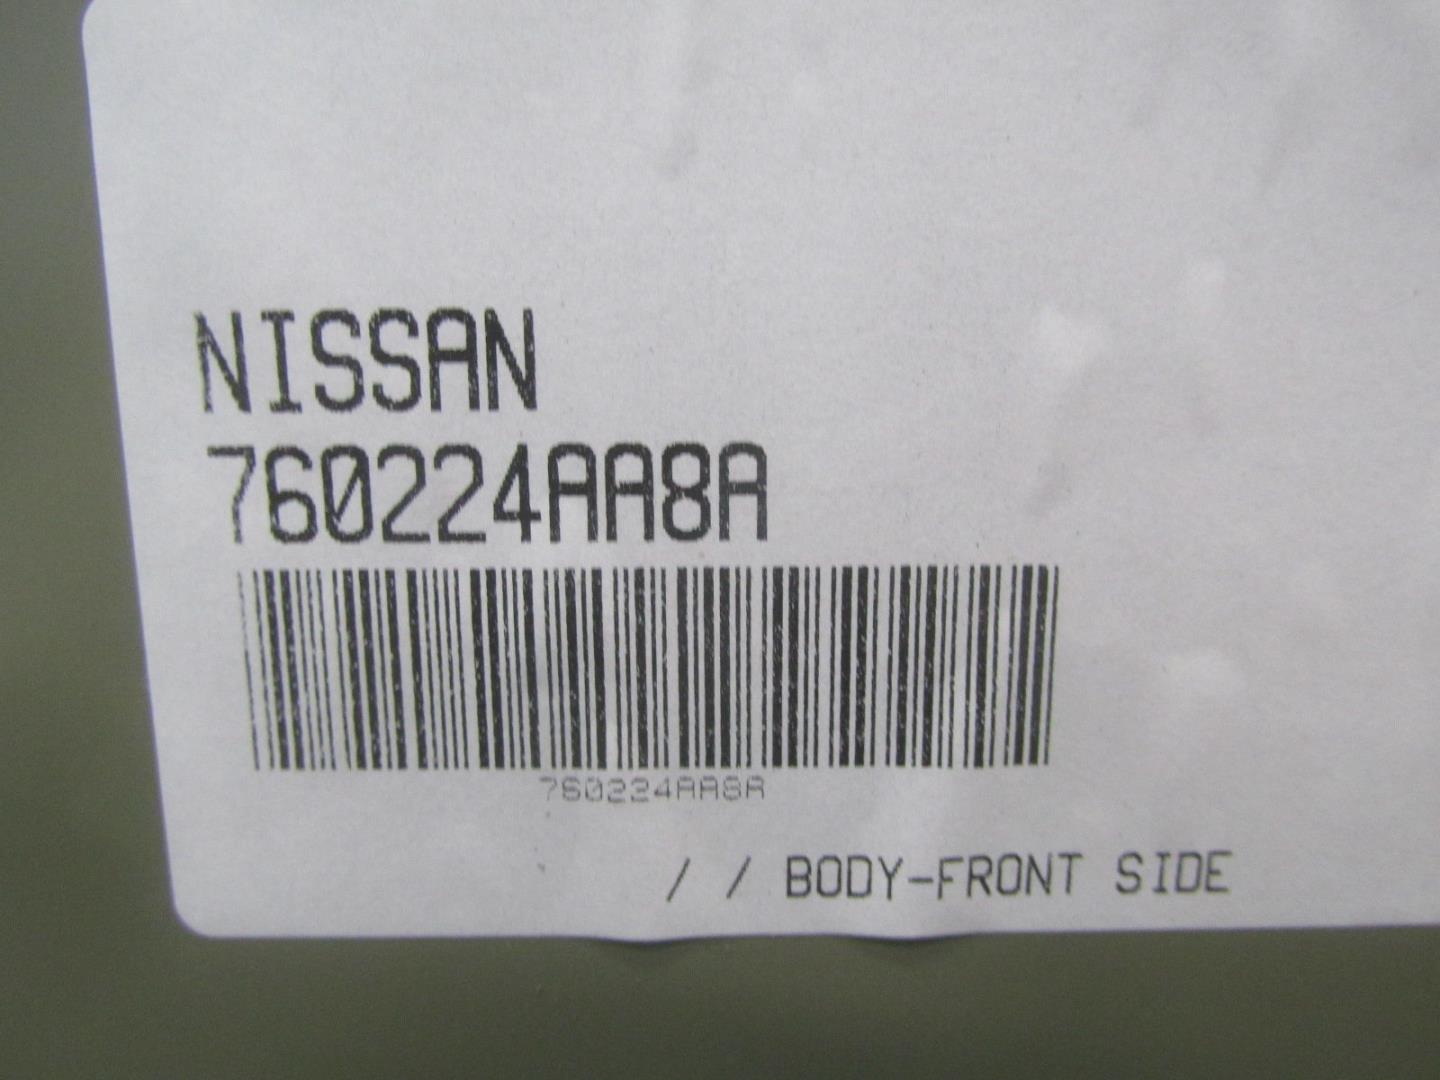 NISSAN
760224AA8A
760224AA8A
/ / BODY-FRONT SIDE